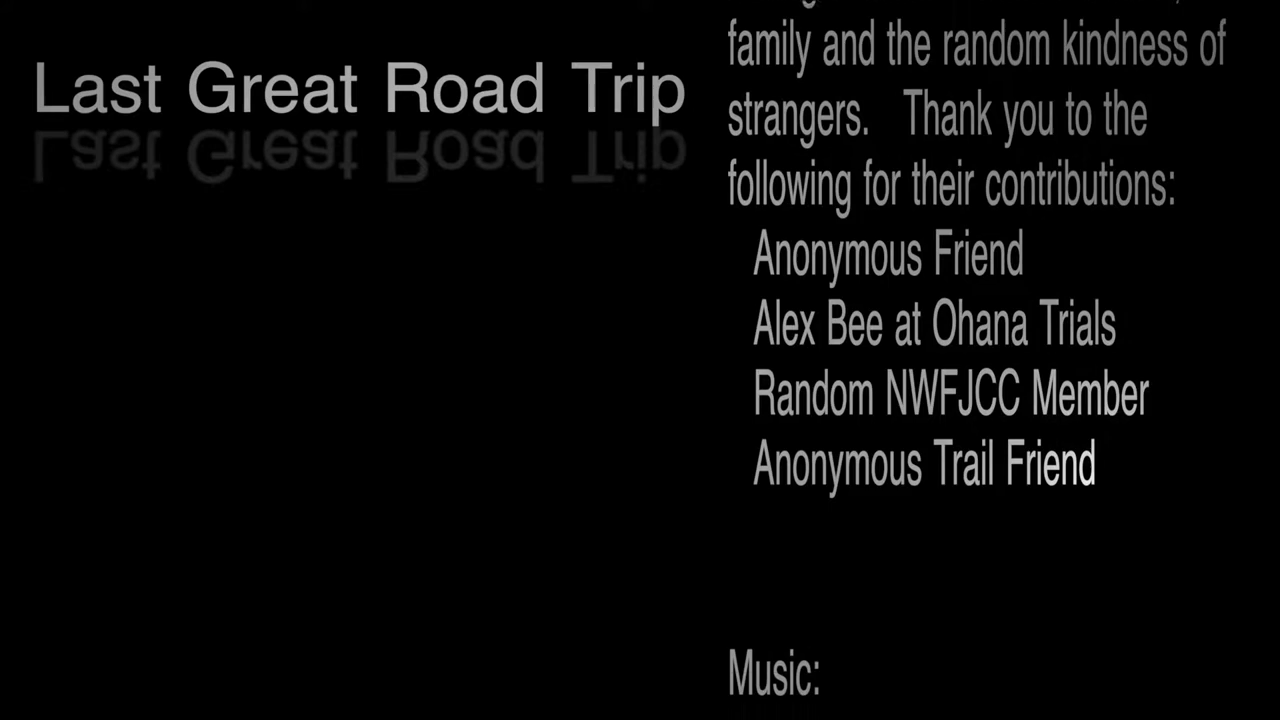 Last Great Road Trip
family and the random kindness of
strangers. Thank you to the
following for their contributions:
Anonymous Friend
Alex Bee at Ohana Trials
Random NWFJCC Member
Anonymous Trail Friend
Music: